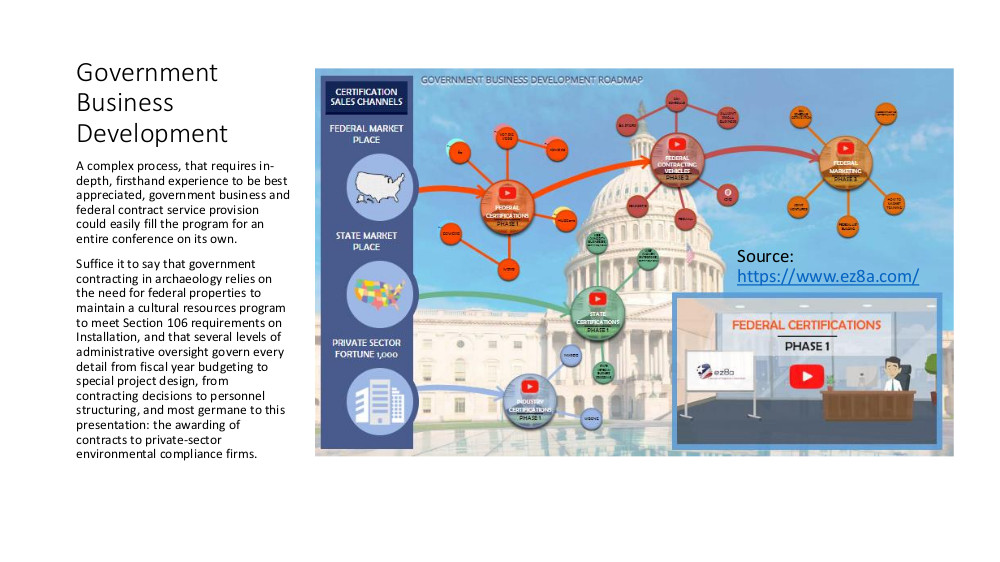 Government
Business
Development
A complex process, that requires in-
depth, firsthand experience to be best
appreciated, government business and
federal contract service provision
could easily fill the program for an
entire conference on its own.
Suffice it to say that government
contracting in archaeology relies on
the need for federal properties to
maintain a cultural resources program
to meet Section 106 requirements on
Installation, and that several levels of
administrative oversight govern every
detail from fiscal year budgeting to
special project design, from
contracting decisions to personnel
structuring, and most germane to this
presentation: the awarding of
contracts to private-sector
environmental compliance firms.
GOVERNMENT BUSINESS DEVELOPMENT ROADMAP
CERTIFICATION
SALES CHANNELS
FEDERAL MARKET
PLACE
STATE MARKET
PLACE
PRIVATE SECTOR
FORTUNE 1,000
FEDERAL
CERTIFICATIONS
PHASE 1
FEDERAL
CONTRACTING
VEHICLES
PHASE 2
FEDERAL
MARKETING
STATE
CERTIFICATIONS
PHASE 1
INDUSTRY
CERTIFICATIONS
PHASE 1
Source:
https://www.ez8a.com/
FEDERAL CERTIFICATIONS
PHASE 1
ez8a